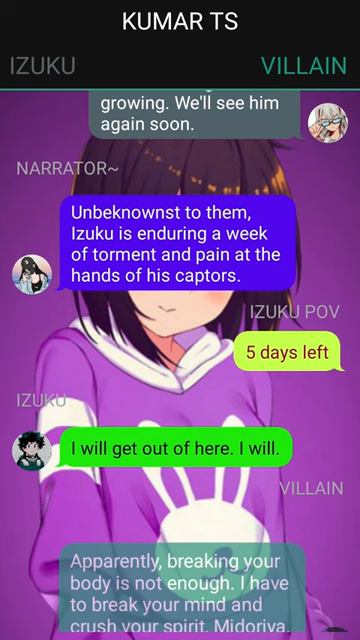 KUMAR TS
IZUKU
VILLAIN
growing. We'll see him
again soon.
NARRATOR~
Unbeknownst to them,
Izuku is enduring a week
of torment and pain at the
hands of his captors.
IZUKU POV
5 days left
IZUKU
I will get out of here. I will.
VILLAIN
Apparently, breaking your
body is not enough. I have
to break your mind and
crush your spirit, Midoriya.